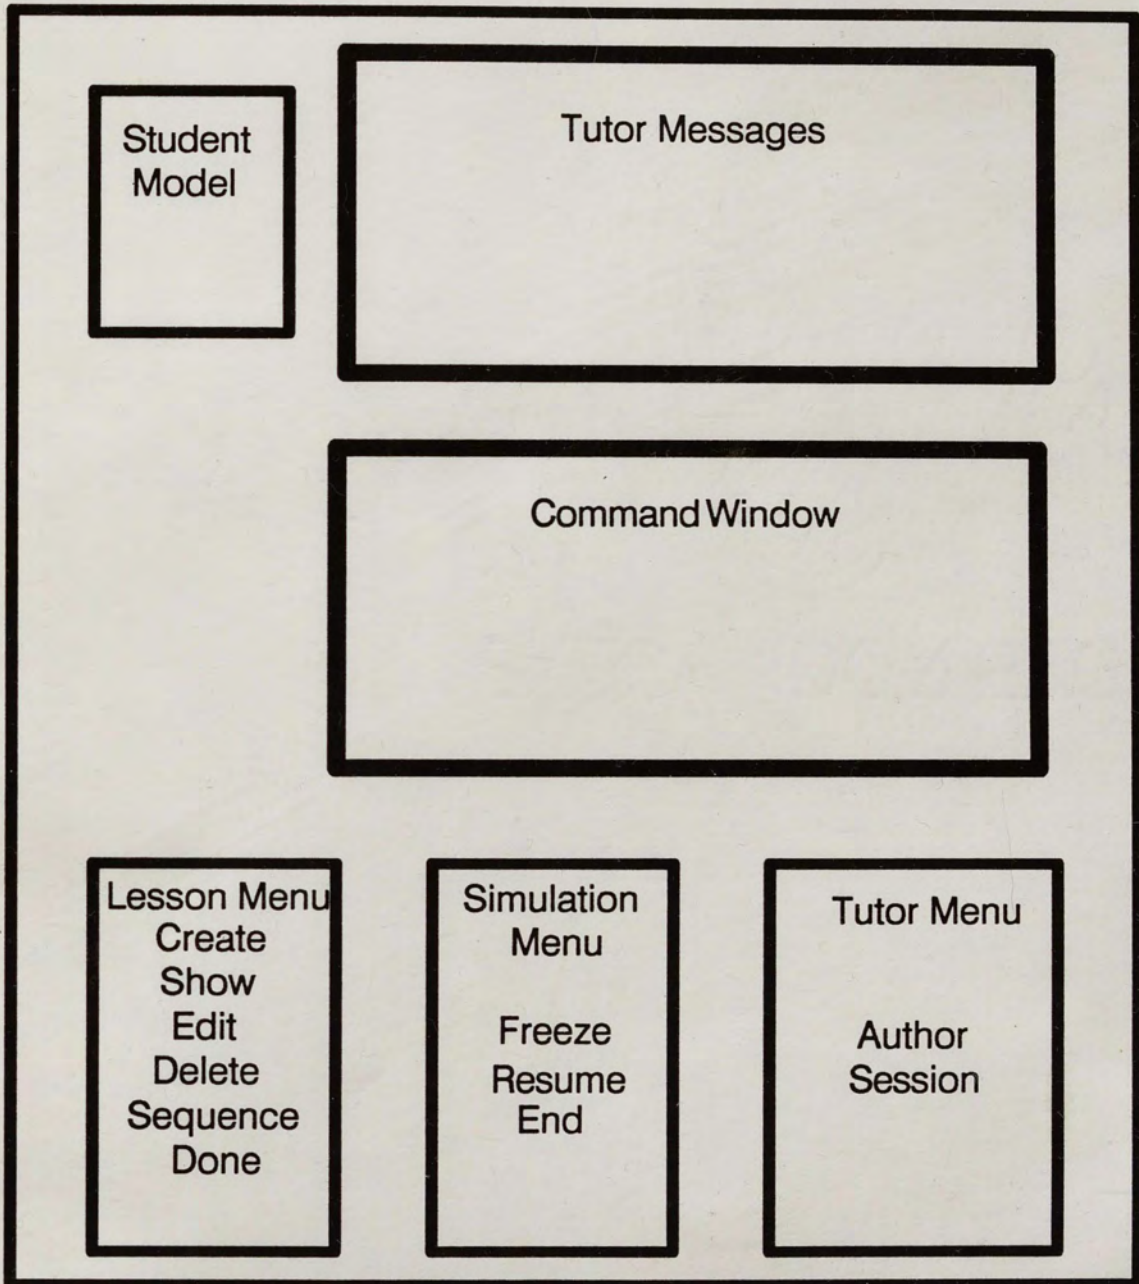 Student
Model
Tutor Messages
Command Window
Lesson Menu
Create
Show
Edit
Delete
Sequence
Done
Simulation
Menu
Freeze
Resume
End
Tutor Menu
Author
Session